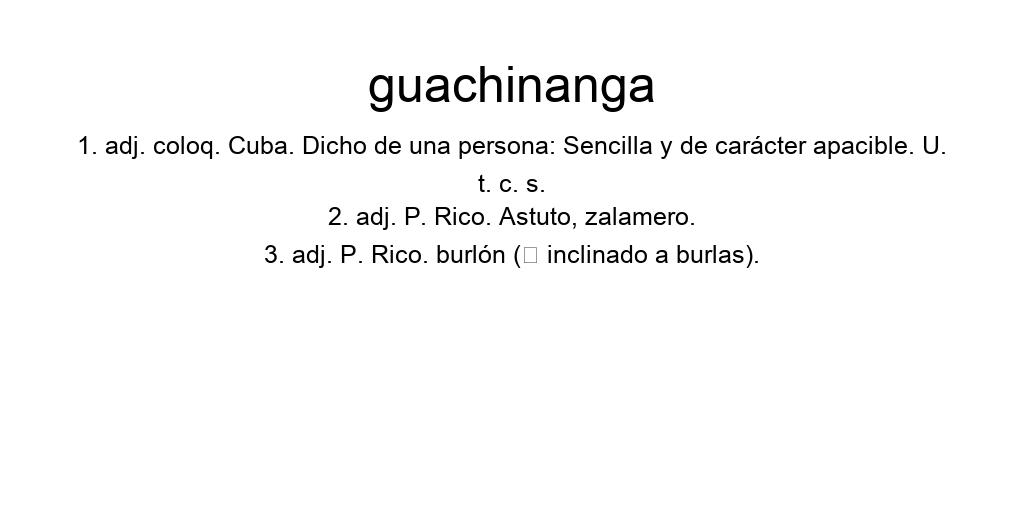 guachinanga
1. adj. coloq. Cuba. Dicho de una persona: Sencilla y de carácter apacible. U.
t. c. s.
2. adj. P. Rico. Astuto, zalamero.
3. adj. P. Rico. burlón (□ inclinado a burlas).